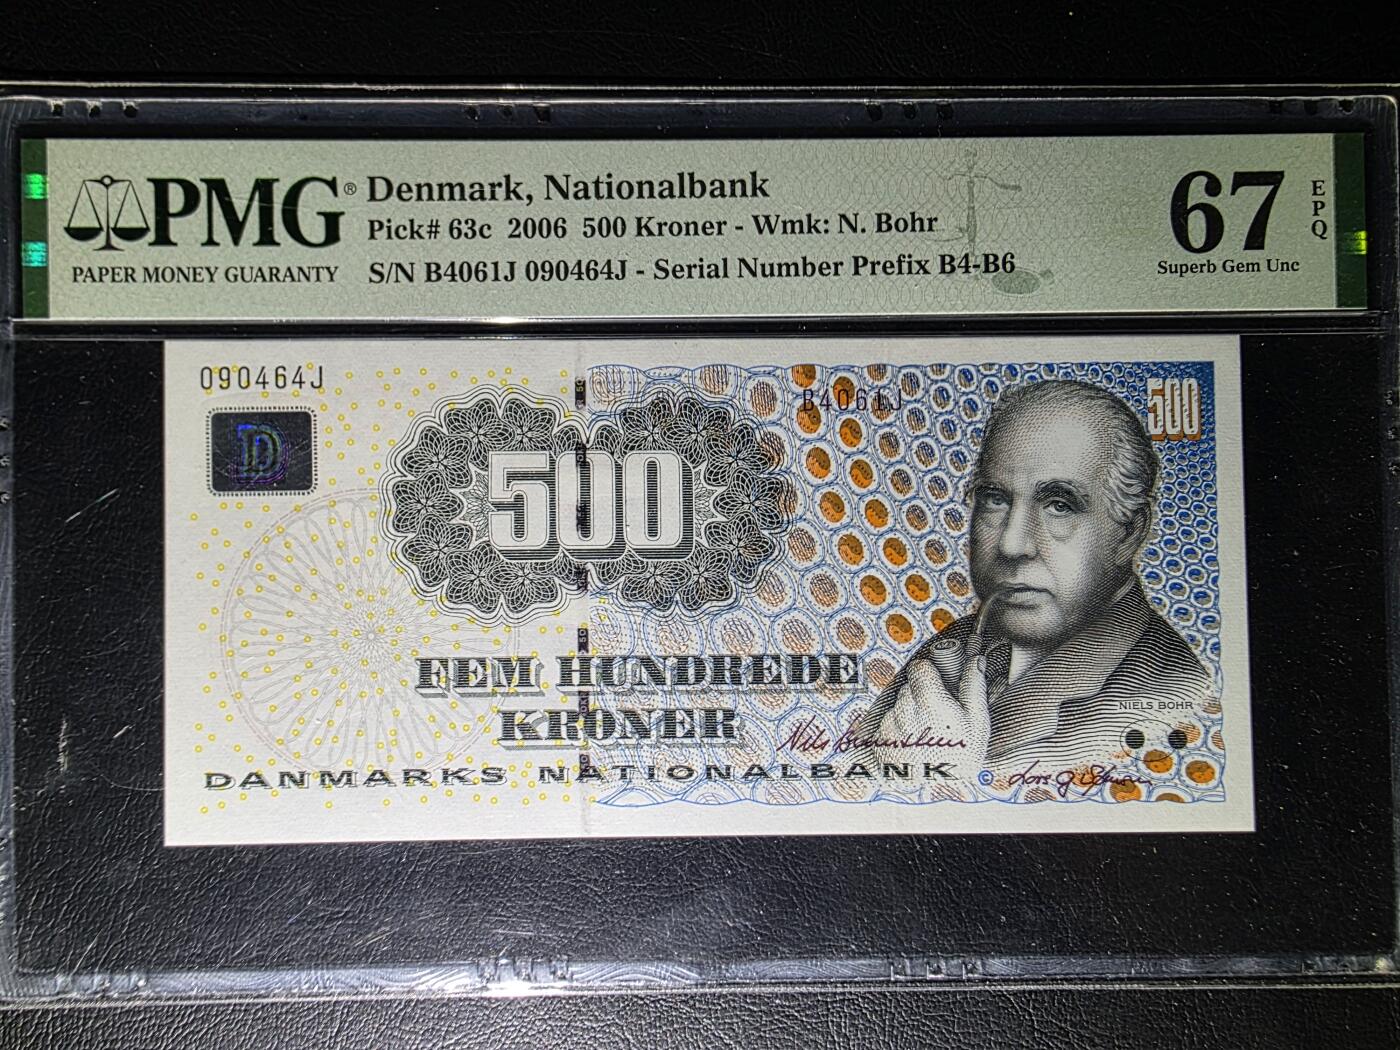 PMG®
PAPER MONEY GUARANTY
Denmark, Nationalbank
Pick# 63c 2006 500 Kroner - Wmk: N. Bohr
S/N B4061J 090464J - Serial Number Prefix B4-B6
67
EPQ
Superb Gem Unc
090464J
B4061J
500
D
500
FEM HUNDREDE
KRONER
NIELS BOHR
DANMARKS NATIONALBANK ©